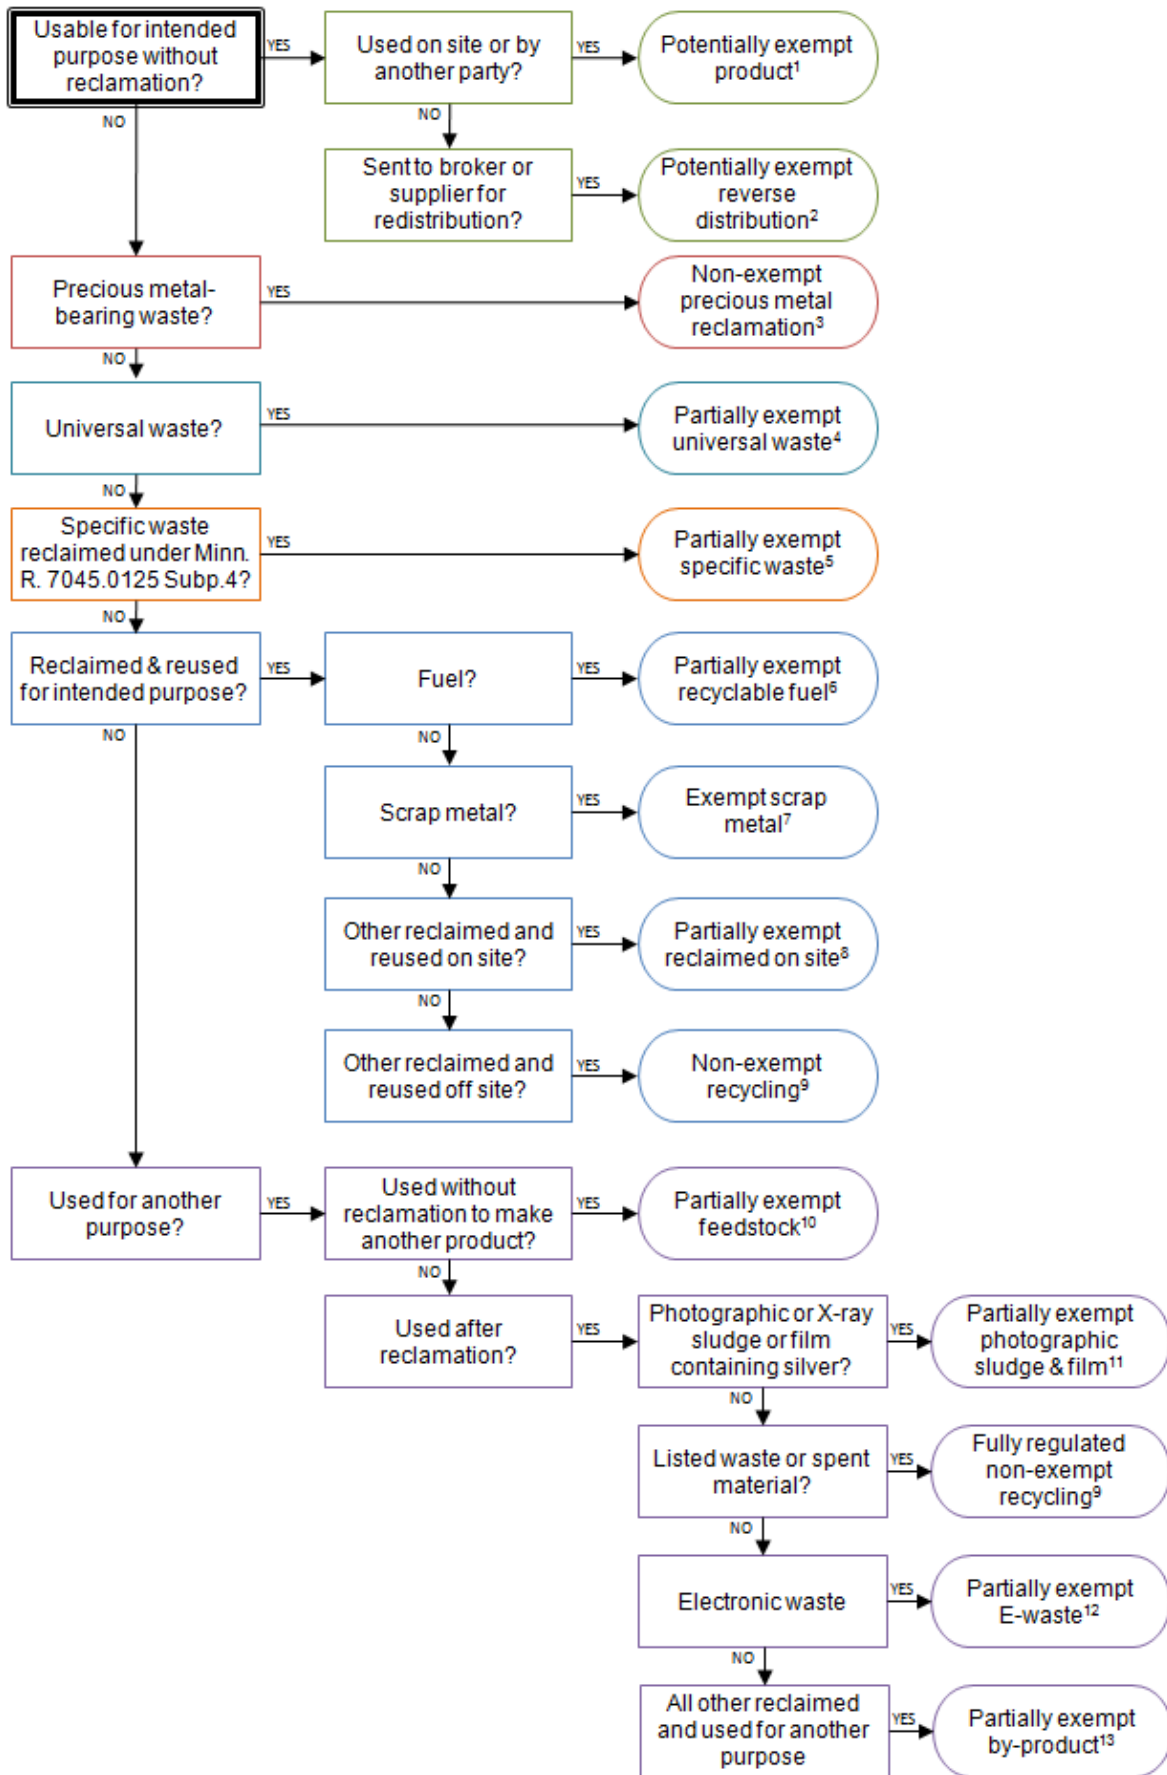 Usable for intended
purpose without
reclamation?
YES
Used on site or by
another party?
YES
Potentially exempt
product¹
NO
NO
Sent to broker or
supplier for
redistribution?
YES
Potentially exempt
reverse
distribution²
Precious metal-
bearing waste?
YES
Non-exempt
precious metal
reclamation³
NO
Universal waste?
YES
Partially exempt
universal waste⁴
NO
Specific waste
reclaimed under Minn.
R. 7045.0125 Subp.4?
YES
Partially exempt
specific waste⁵
NO
Reclaimed & reused
for intended purpose?
YES
Fuel?
YES
Partially exempt
recyclable fuel⁶
NO
NO
Scrap metal?
YES
Exempt scrap
metal⁷
NO
Other reclaimed and
reused on site?
YES
Partially exempt
reclaimed on site⁸
NO
Other reclaimed and
reused off site?
YES
Non-exempt
recycling⁹
Used for another
purpose?
YES
Used without
reclamation to make
another product?
YES
Partially exempt
feedstock¹⁰
NO
Used after
reclamation?
YES
Photographic or X-ray
sludge or film
containing silver?
YES
Partially exempt
photographic
sludge & film¹¹
NO
Listed waste or spent
material?
YES
Fully regulated
non-exempt
recycling⁹
NO
Electronic waste
YES
Partially exempt
E-waste¹²
NO
All other reclaimed
and used for another
purpose
YES
Partially exempt
by-product¹³